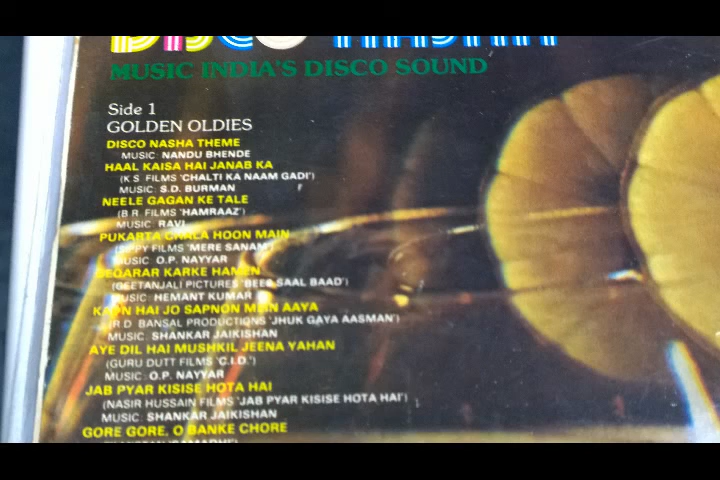 DISCO NASHA
MUSIC INDIA'S DISCO SOUND
Side 1
GOLDEN OLDIES
DISCO NASHA THEME
MUSIC: NANDU BHENDE
HAAL KAISA HAI JANAB KA
(K.S. FILMS 'CHALTI KA NAAM GADI')
MUSIC: S.D. BURMAN
NEELE GAGAN KE TALE
(B.R. FILMS 'HAMRAAZ')
MUSIC: RAVI
PUKARTA CHALA HOON MAIN
FILMS 'MERE SANAM'
MUSIC: O.P. NAYYAR
BEQARAR KARKE HAMEN
(GEETANJALI PICTURES 'BEES SAAL BAAD')
MUSIC: HEMANT KUMAR
KAUN HAI JO SAPNON MEIN AAYA
(R.D. BANSAL PRODUCTIONS 'JHUK GAYA AASMAN')
MUSIC: SHANKAR JAIKISHAN
AYE DIL HAI MUSHKIL JEENA YAHAN
(GURU DUTT FILMS 'C.I.D.')
MUSIC: O.P. NAYYAR
JAB PYAR KISISE HOTA HAI
(NASIR HUSSAIN FILMS 'JAB PYAR KISISE HOTA HAI')
MUSIC: SHANKAR JAIKISHAN
GORE GORE, O BANKE CHORE